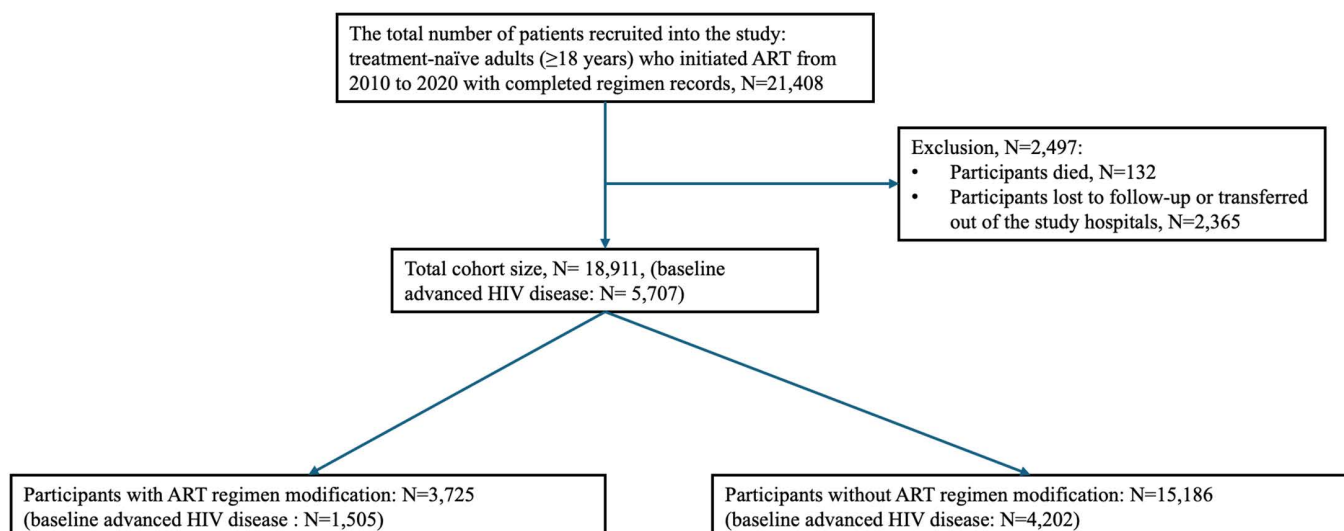 The total number of patients recruited into the study:
treatment-naïve adults (≥18 years) who initiated ART from
2010 to 2020 with completed regimen records, N=21,408
Exclusion, N=2,497:
• Participants died, N=132
• Participants lost to follow-up or transferred
out of the study hospitals, N=2,365
Total cohort size, N= 18,911, (baseline
advanced HIV disease: N= 5,707)
Participants with ART regimen modification: N=3,725
(baseline advanced HIV disease : N=1,505)
Participants without ART regimen modification: N=15,186
(baseline advanced HIV disease: N=4,202)